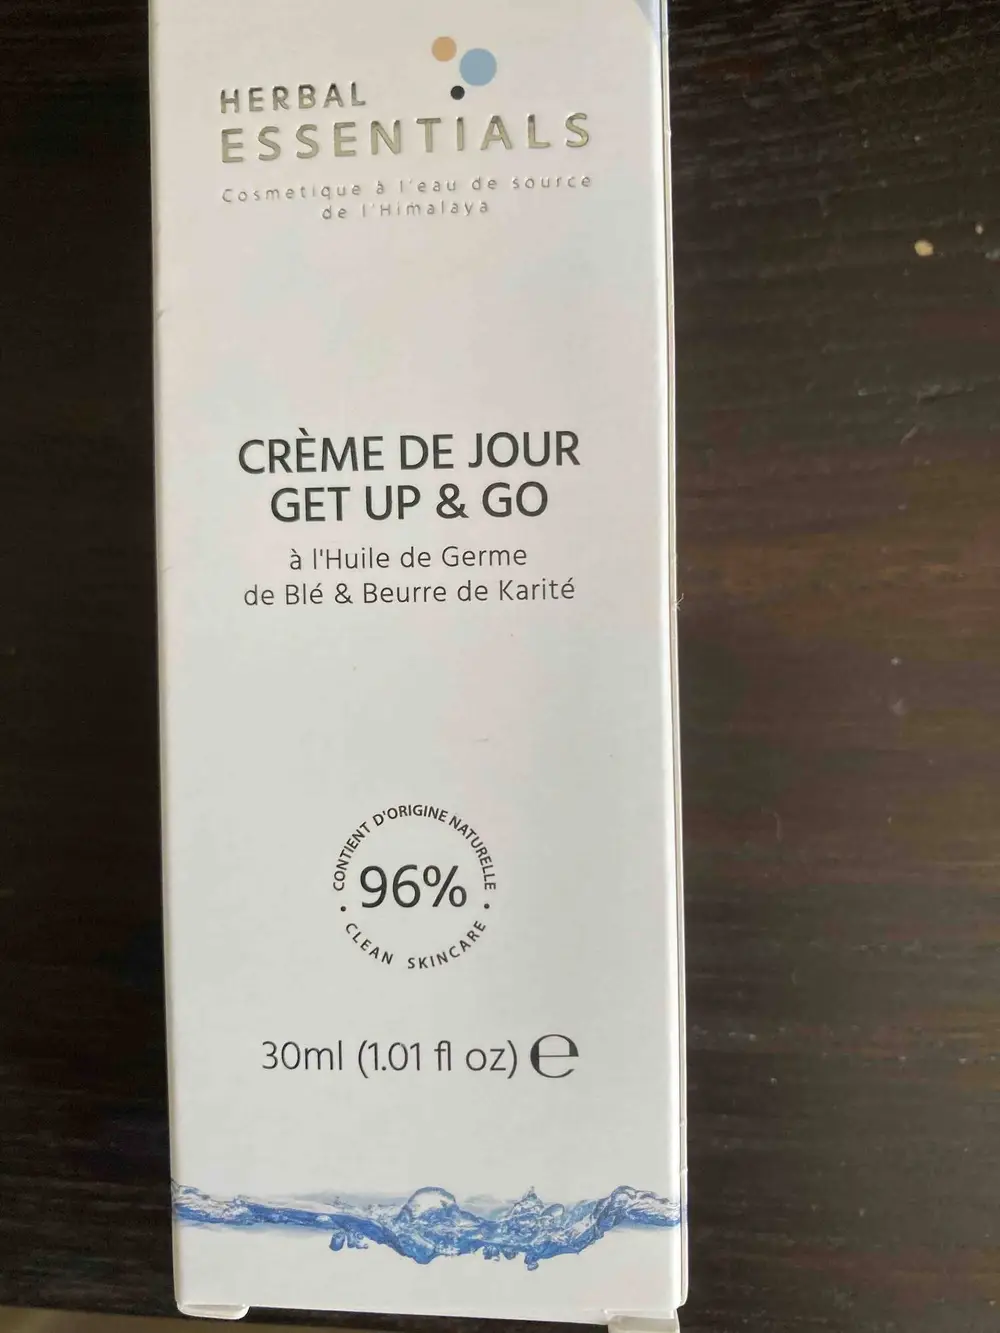 HERBAL
ESSENTIALS
Cosmetique à l'eau de source
de l'Himalaya
CRÈME DE JOUR
GET UP & GO
à l'Huile de Germe
de Blé & Beurre de Karité
CONTIENT D'ORIGINE NATURELLE
96%
CLEAN SKINCARE
30ml (1.01 fl oz) ℮